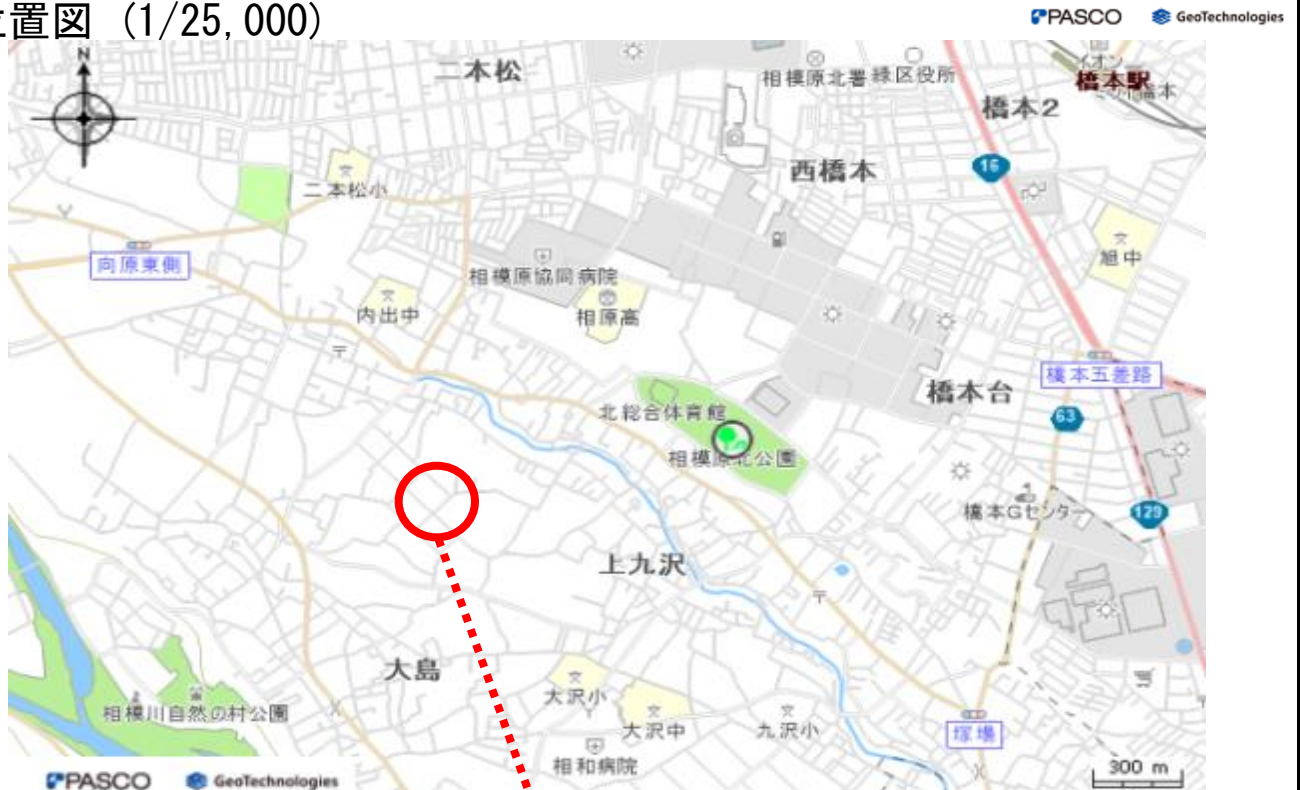 置図 (1/25,000)
PASCO GeoTechnologies
N
二本松
相模原北署
緑区役所
イオン
橋本駅
橋本2
16
西橋本
二本松小
旭中
向原東側
相模原協同病院
内出中
相原高
橋本五差路
橋本台
北総合体育館
63
相模原北公園
橋本Gセンター
129
上九沢
大島
大沢小
相模川自然の村公園
大沢中
九沢小
塚場
相和病院
300 m
PASCO GeoTechnologies